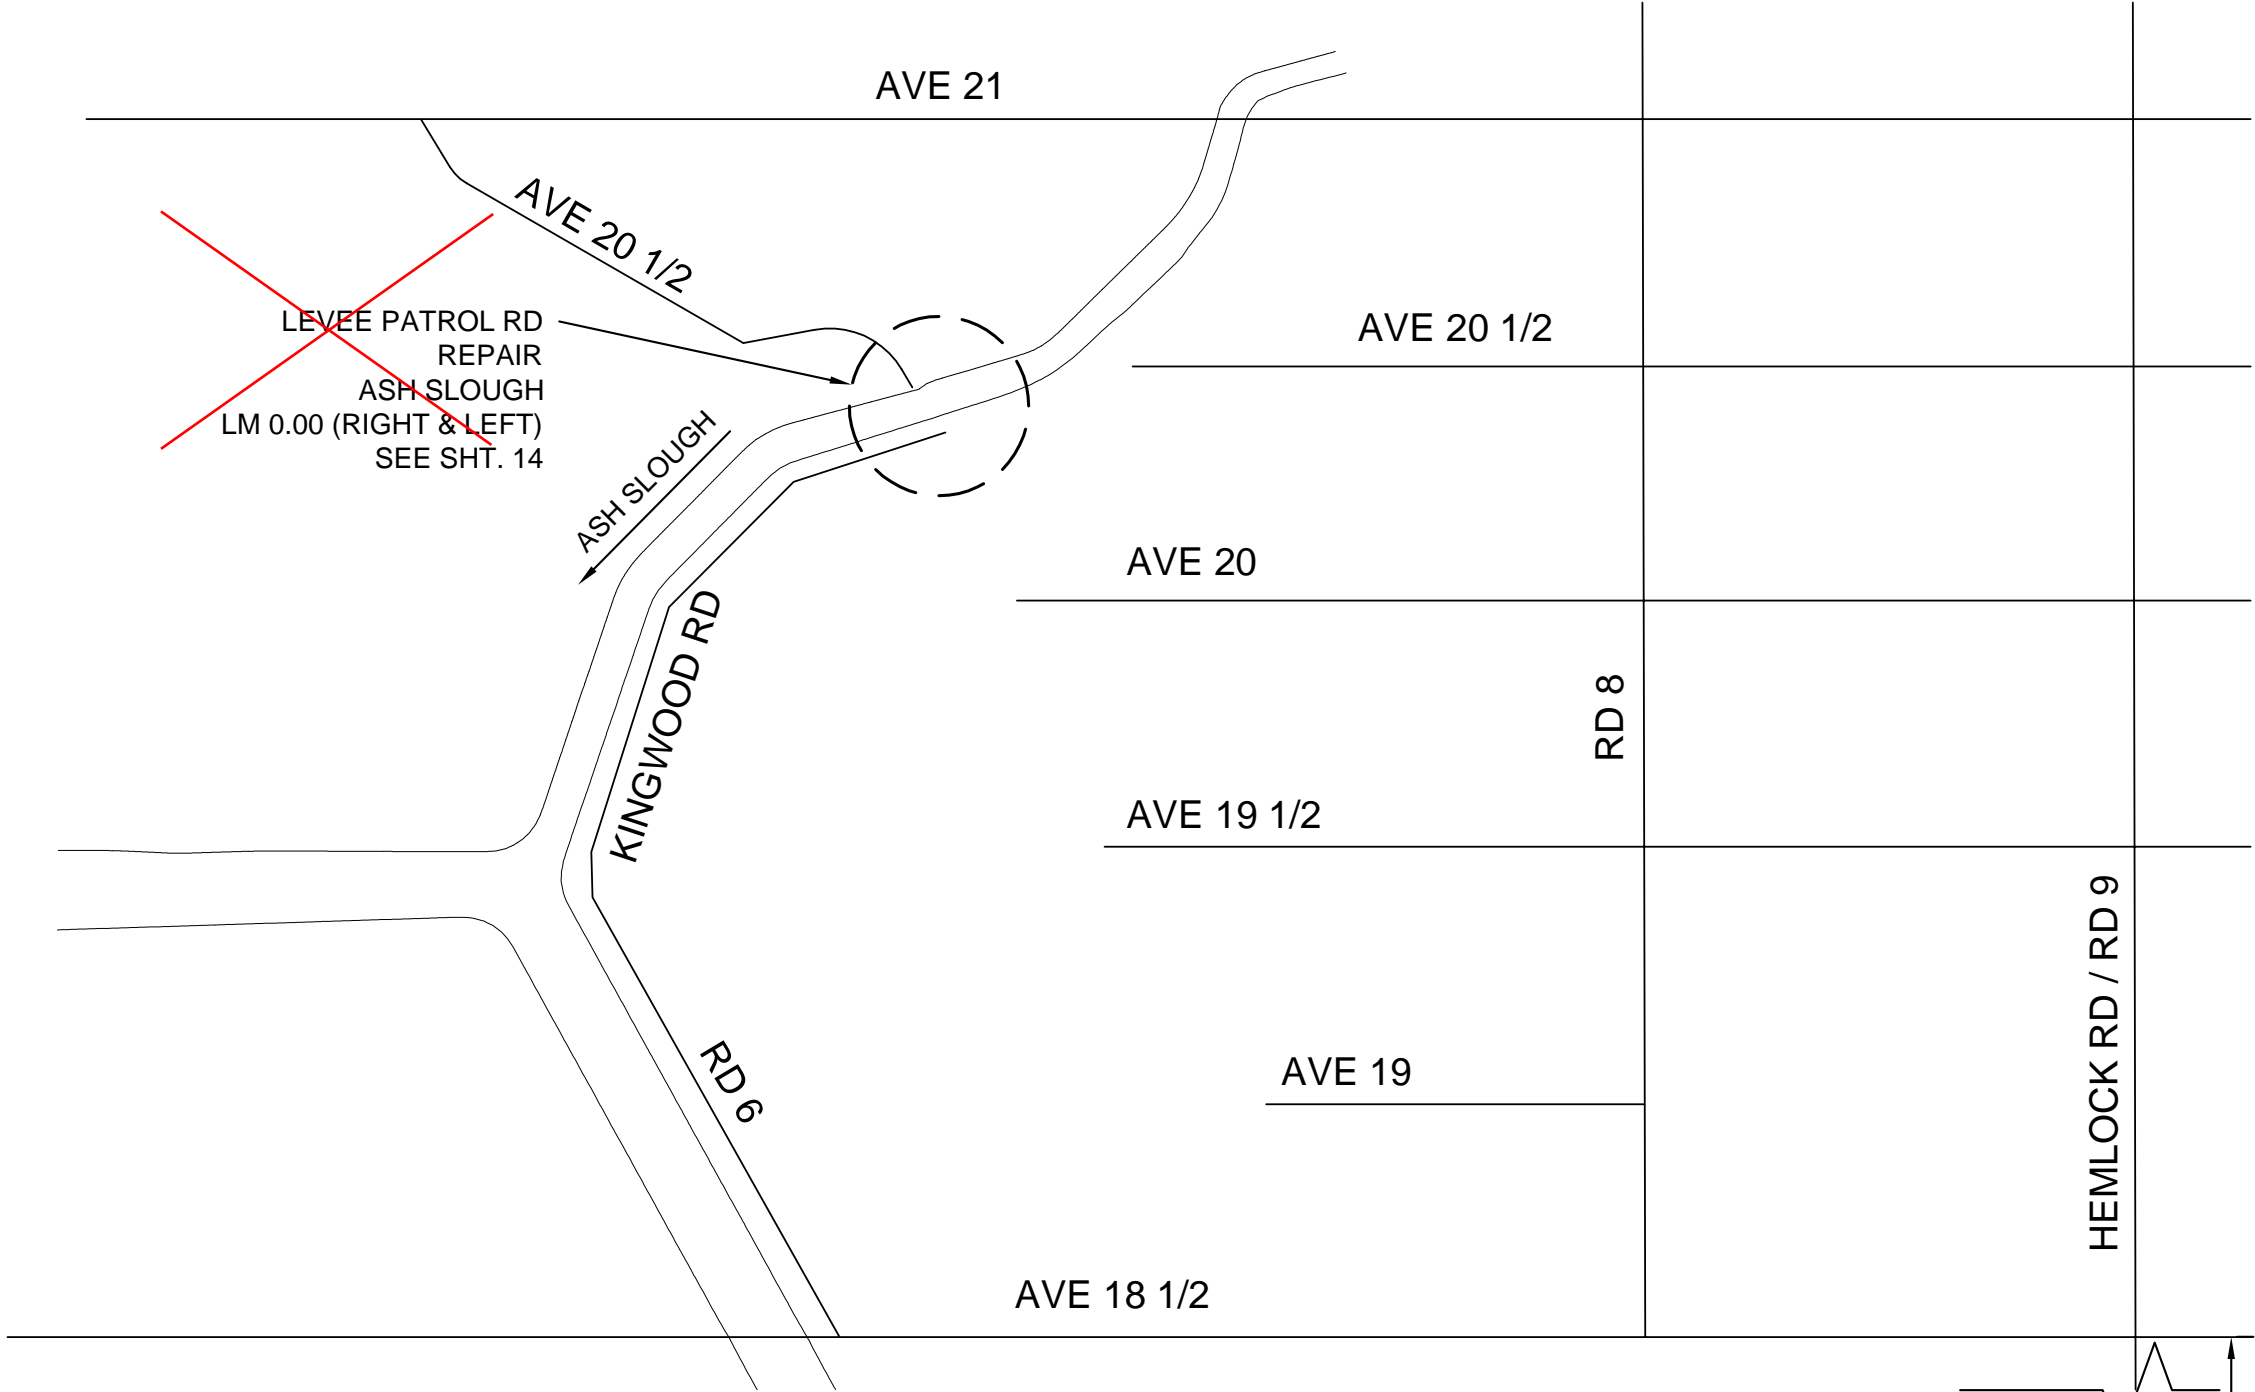 AVE 21
AVE 20 1/2
LEVEE PATROL RD
REPAIR
ASH SLOUGH
LM 0.00 (RIGHT & LEFT)
SEE SHT. 14
AVE 20 1/2
ASH SLOUGH
AVE 20
KINGWOOD RD
RD 8
AVE 19 1/2
HEMLOCK RD / RD 9
RD 6
AVE 19
AVE 18 1/2